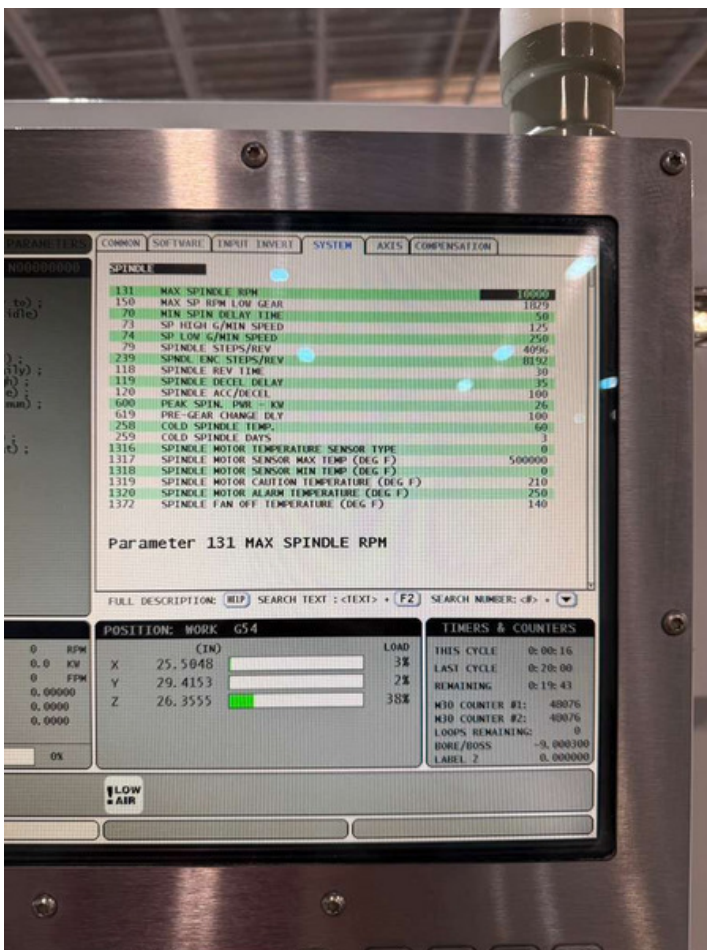 PARAMETERS
COMMON SOFTWARE INPUT INVERT SYSTEM AXIS COMPENSATION
N00000000
SPINDLE
131 MAX SPINDLE RPM 10000
150 MAX SP RPM LOW GEAR 1829
70 MIN SPIN DELAY TIME 50
73 SP HIGH G/MIN SPEED 125
74 SP LOW G/MIN SPEED 250
79 SPINDLE STEPS/REV 4096
239 SPNDL ENC STEPS/REV 8192
118 SPINDLE REV TIME 30
119 SPINDLE DECEL DELAY 35
120 SPINDLE ACC/DECEL 100
600 PEAK SPIN. PWR - KW 26
619 PRE-GEAR CHANGE DLY 100
258 COLD SPINDLE TEMP. 60
259 COLD SPINDLE DAYS 3
1316 SPINDLE MOTOR TEMPERATURE SENSOR TYPE 0
1317 SPINDLE MOTOR SENSOR MAX TEMP (DEG F) 500000
1318 SPINDLE MOTOR SENSOR MIN TEMP (DEG F) 0
1319 SPINDLE MOTOR CAUTION TEMPERATURE (DEG F) 210
1320 SPINDLE MOTOR ALARM TEMPERATURE (DEG F) 250
1372 SPINDLE FAN OFF TEMPERATURE (DEG F) 140
to) ;
idle)
) ;
ily) ;
h) ;
e) ;
mum) ;
;
e) ;
Parameter 131 MAX SPINDLE RPM
FULL DESCRIPTION: HELP SEARCH TEXT : <TEXT> + F2 SEARCH NUMBER: <#> +
0 RPM
0.0 KW
0 FPM
0.00000
0.0000
0.0000
0%
POSITION: WORK G54
(IN) LOAD
X 25.5048 3%
Y 29.4153 2%
Z 26.3555 38%
TIMERS & COUNTERS
THIS CYCLE 0:00:16
LAST CYCLE 0:20:00
REMAINING 0:19:43
M30 COUNTER #1: 40076
M30 COUNTER #2: 40076
LOOPS REMAINING: 0
BORE/BOSS -9.000300
LABEL 2 0.000000
! LOW AIR